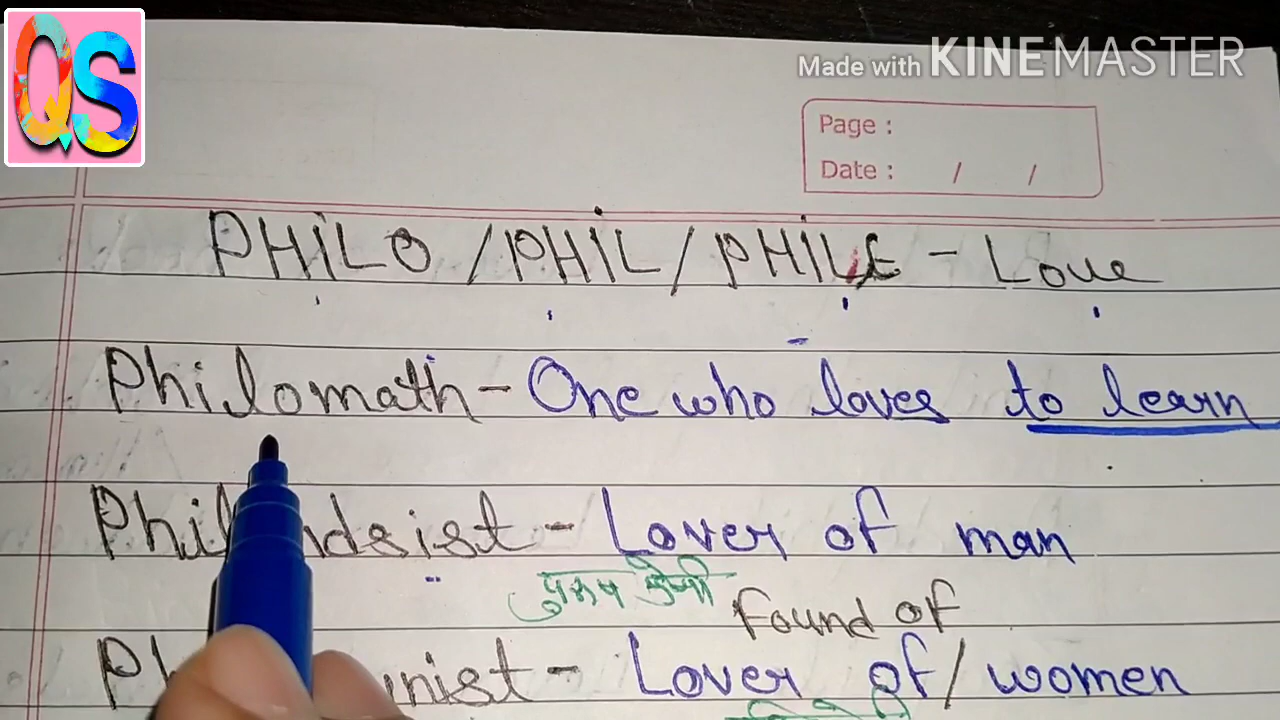 QS
Made with KINEMASTER
Page :
Date : / /
PHiLO / PHiL / PHiLE - Love
Philomath - One who loves to learn
- Lover of man
पुरुष प्रेमी
found of
- Lover of / women